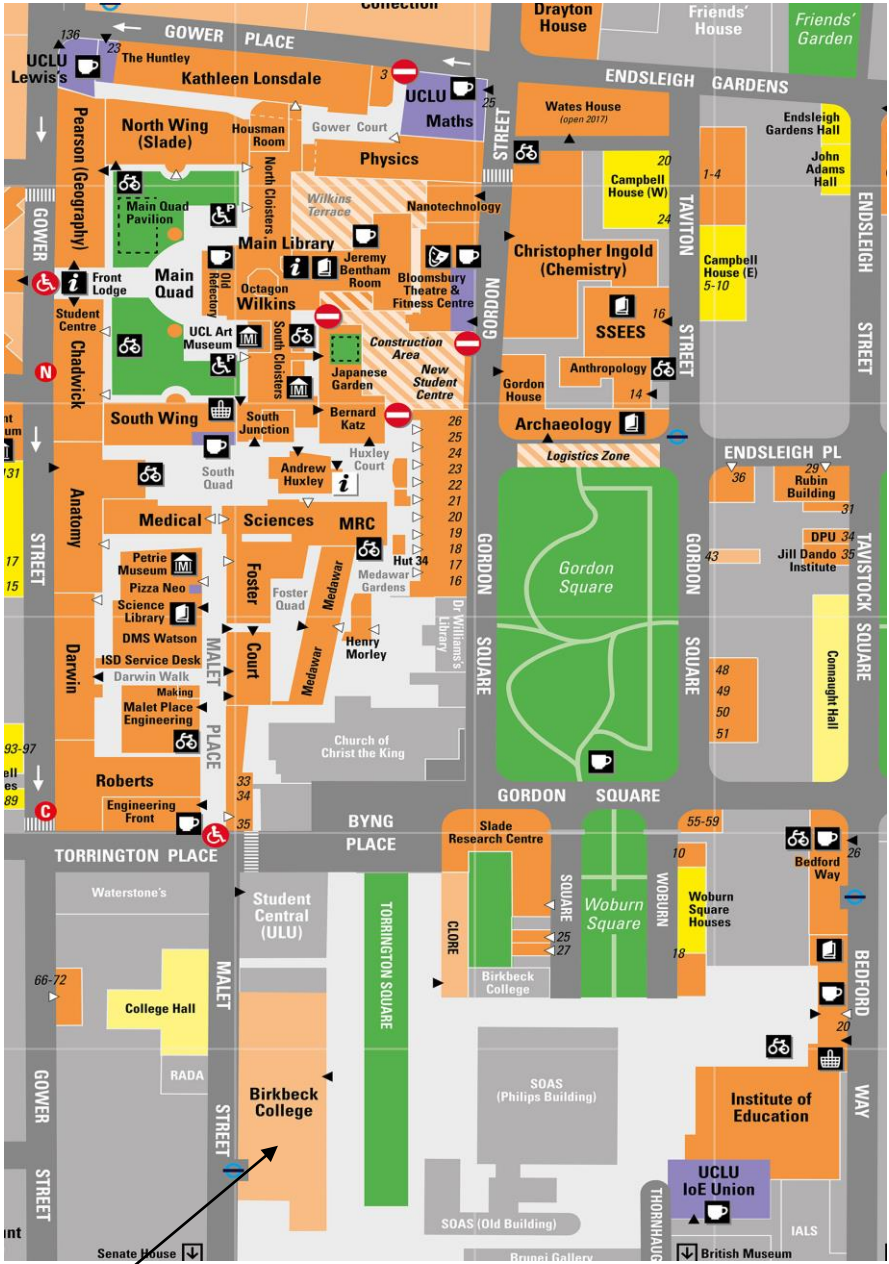 Collection
Drayton
House
Friends'
House
Friends'
Garden
136
23
UCLU
Lewis's
The Huntley
GOWER PLACE
Kathleen Lonsdale
3
UCLU
Maths
25
ENDSLEIGH GARDENS
STREET
Wates House
(open 2017)
Endsleigh
Gardens Hall
John
Adams
Hall
North Wing
(Slade)
Housman
Room
Gower Court
Physics
Pearson (Geography)
North Cloisters
Wilkins
Terrace
Nanotechnology
20
Campbell
House (W)
24
TAVITON
1-4
Campbell
House (E)
5-10
ENDSLEIGH
GOWER
Main Quad
Pavilion
P
Main Library
Jeremy
Bentham
Room
Bloomsbury
Theatre &
Fitness Centre
Christopher Ingold
(Chemistry)
i
Front
Lodge
Main
Quad
Old
Refectory
i
Octagon
Wilkins
GORDON
SSEES
16
STREET
STREET
Student
Centre
Chadwick
UCL Art
Museum
M
South Cloisters
Construction
Area
New
Student
Centre
Japanese
Garden
Anthropology
14
Gordon
House
N
P
M
South Wing
South
Junction
Bernard
Katz
Archaeology
Logistics Zone
ENDSLEIGH PL
South
Quad
Andrew
Huxley
i
Huxley
Court
26
25
24
23
22
21
20
19
18
17
16
36
29
Rubin
Building
31
nt
um
M
131
17
15
STREET
Anatomy
Medical
Sciences
MRC
Hut 34
DPU
34
Jill Dando
Institute
35
43
GORDON
Gordon
Square
GORDON
TAVISTOCK
Petrie
Museum
M
Pizza Neo
Science
Library
DMS Watson
ISD Service Desk
Darwin Walk
Foster
Court
Foster
Quad
Medawar
Medawar
Medawar
Gardens
Henry
Morley
Dr Williams's
Library
SQUARE
SQUARE
SQUARE
Connaught Hall
Darwin
MALET
PLACE
Making
Malet Place
Engineering
48
49
50
51
Church of
Christ the King
93-97
ell
es
89
Roberts
Engineering
Front
C
33
34
35
GORDON SQUARE
BYNG
PLACE
TORRINGTON PLACE
Slade
Research Centre
55-59
10
Bedford
Way
26
Waterstone's
Student
Central
(ULU)
TORRINGTON SQUARE
CLORE
SQUARE
25
27
Woburn
Square
WOBURN
Woburn
Square
Houses
18
Birkbeck
College
66-72
College Hall
MALET
BEDFORD
20
RADA
Birkbeck
College
SOAS
(Philips Building)
Institute of
Education
WAY
GOWER
STREET
STREET
UCLU
IoE Union
SOAS (Old Building)
THORNHAUG
IALS
nt
Senate House
Brunei Gallery
British Museum